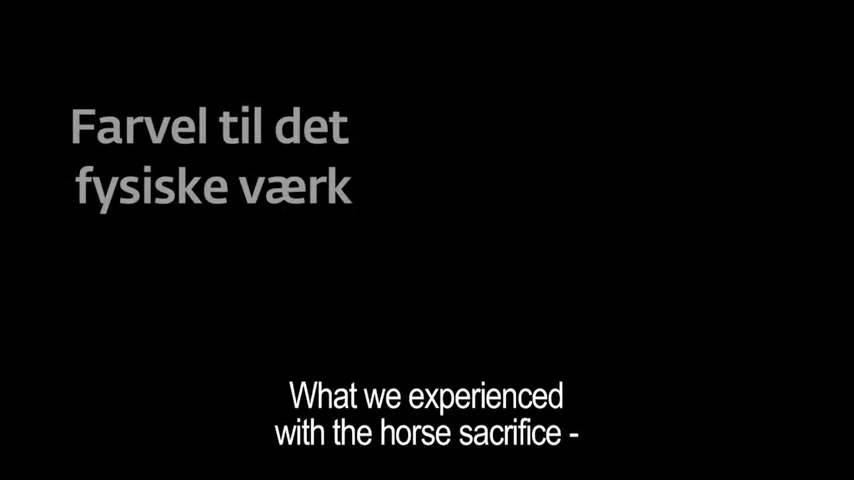 Farvel til det
fysiske værk
What we experienced
with the horse sacrifice -